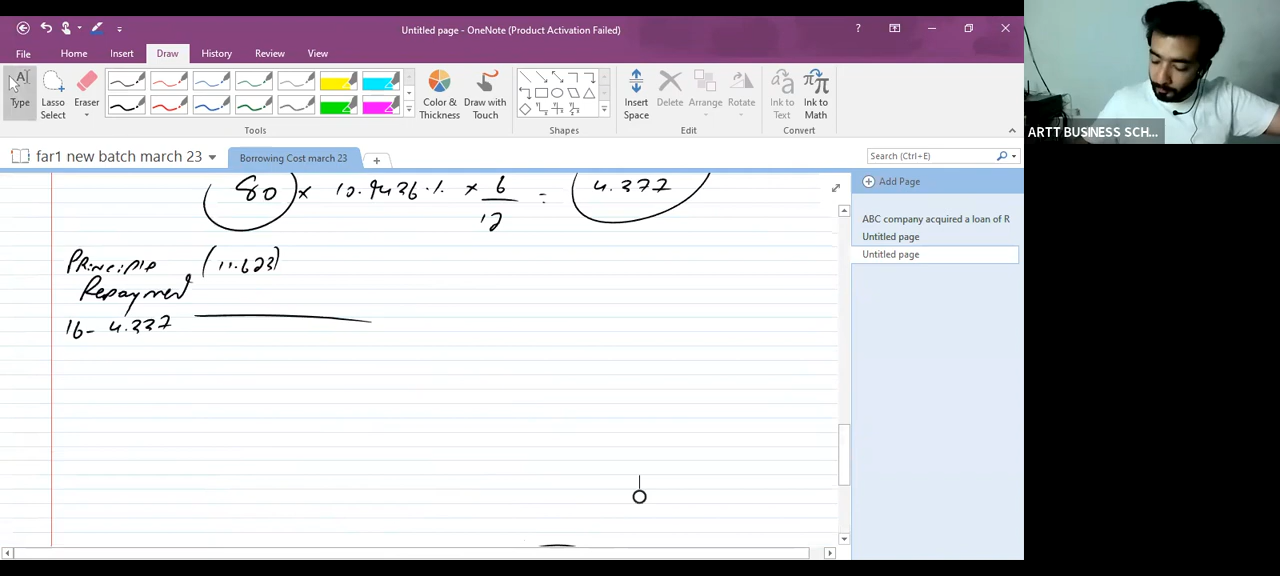 Untitled page - OneNote (Product Activation Failed)
?
File
Home
Insert
Draw
History
Review
View
Type
Lasso Select
Eraser
Color & Thickness
Draw with Touch
Insert Space
Delete
Arrange
Rotate
Ink to Text
Ink to Math
Tools
Shapes
Edit
Convert
ARTT BUSINESS SCH...
far1 new batch march 23
Borrowing Cost march 23
Search (Ctrl+E)
Add Page
ABC company acquired a loan of R
Untitled page
Untitled page
80 × 10.9426 % × 6/12 = 4.377
Principle (11.623)
Repayment
16 - 4.337